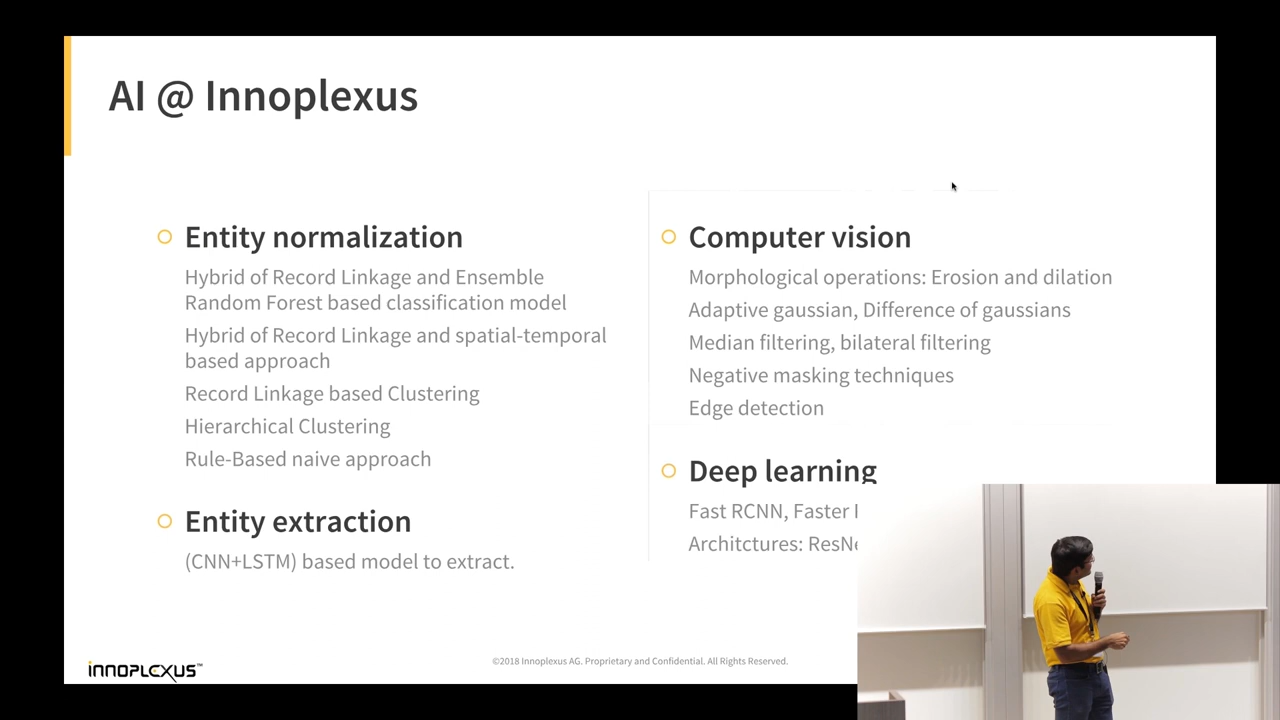 AI @ Innoplexus
Entity normalization
Hybrid of Record Linkage and Ensemble
Random Forest based classification model
Hybrid of Record Linkage and spatial-temporal
based approach
Record Linkage based Clustering
Hierarchical Clustering
Rule-Based naive approach
Entity extraction
(CNN+LSTM) based model to extract.
Computer vision
Morphological operations: Erosion and dilation
Adaptive gaussian, Difference of gaussians
Median filtering, bilateral filtering
Negative masking techniques
Edge detection
Deep learning
Fast RCNN, Faster
Architctures:
INNOPLEXUS™
©2018 Innoplexus AG. Proprietary and Confidential. All Rights Reserved.